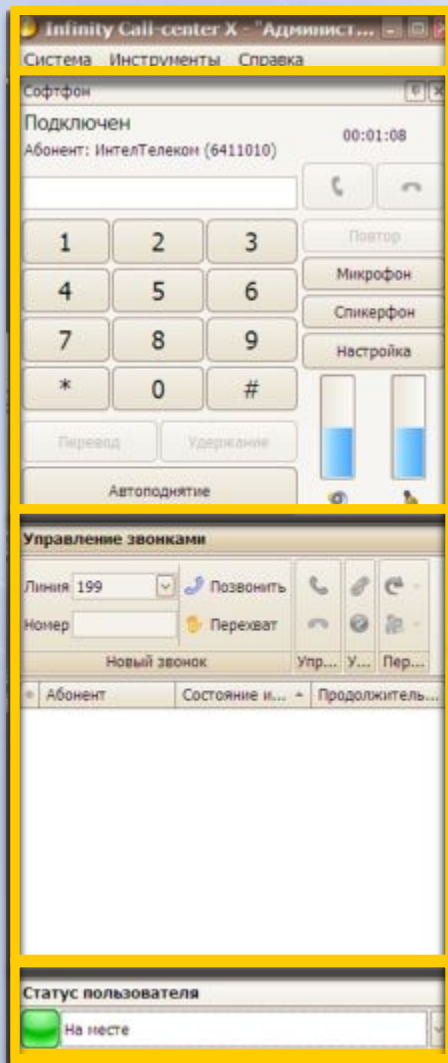 Infinity Call-center X - "Админист...
Система Инструменты Справка
Софтфон
Подключен
00:01:08
Абонент: ИнтелТелеком (6411010)
1 2 3 Повтор
Микрофон
4 5 6
Спикерфон
7 8 9
Настройка
* 0 #
Перевод Удержание
Автоподнятие
Управление звонками
Линия 199 Позвонить
Номер Перехват
Новый звонок Упр... У... Пер...
Абонент Состояние и... Продолжитель...
Статус пользователя
На месте